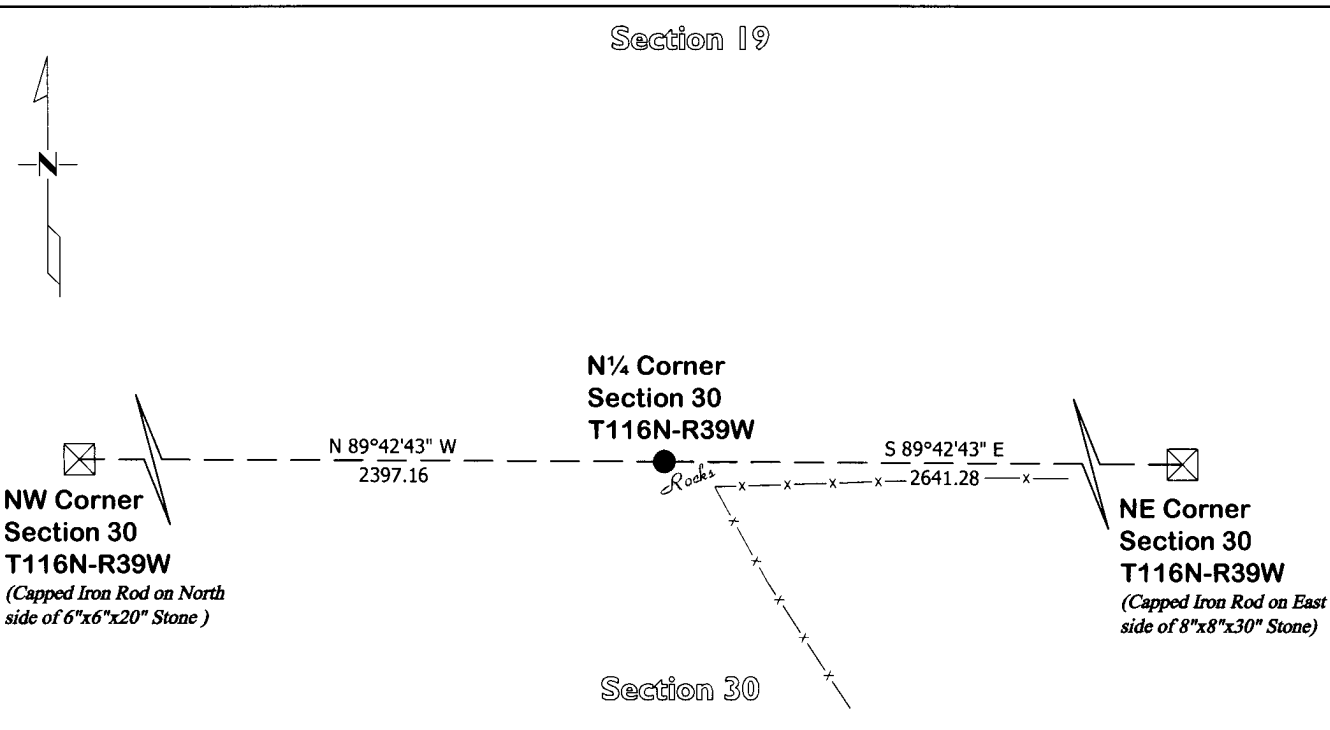 Section 19
N
N¼ Corner
Section 30
T116N-R39W
N 89°42'43" W
2397.16
S 89°42'43" E
2641.28
Rocks
x x x x x
x
x
x
x
x
NW Corner
Section 30
T116N-R39W
(Capped Iron Rod on North
side of 6"x6"x20" Stone )
NE Corner
Section 30
T116N-R39W
(Capped Iron Rod on East
side of 8"x8"x30" Stone)
Section 30